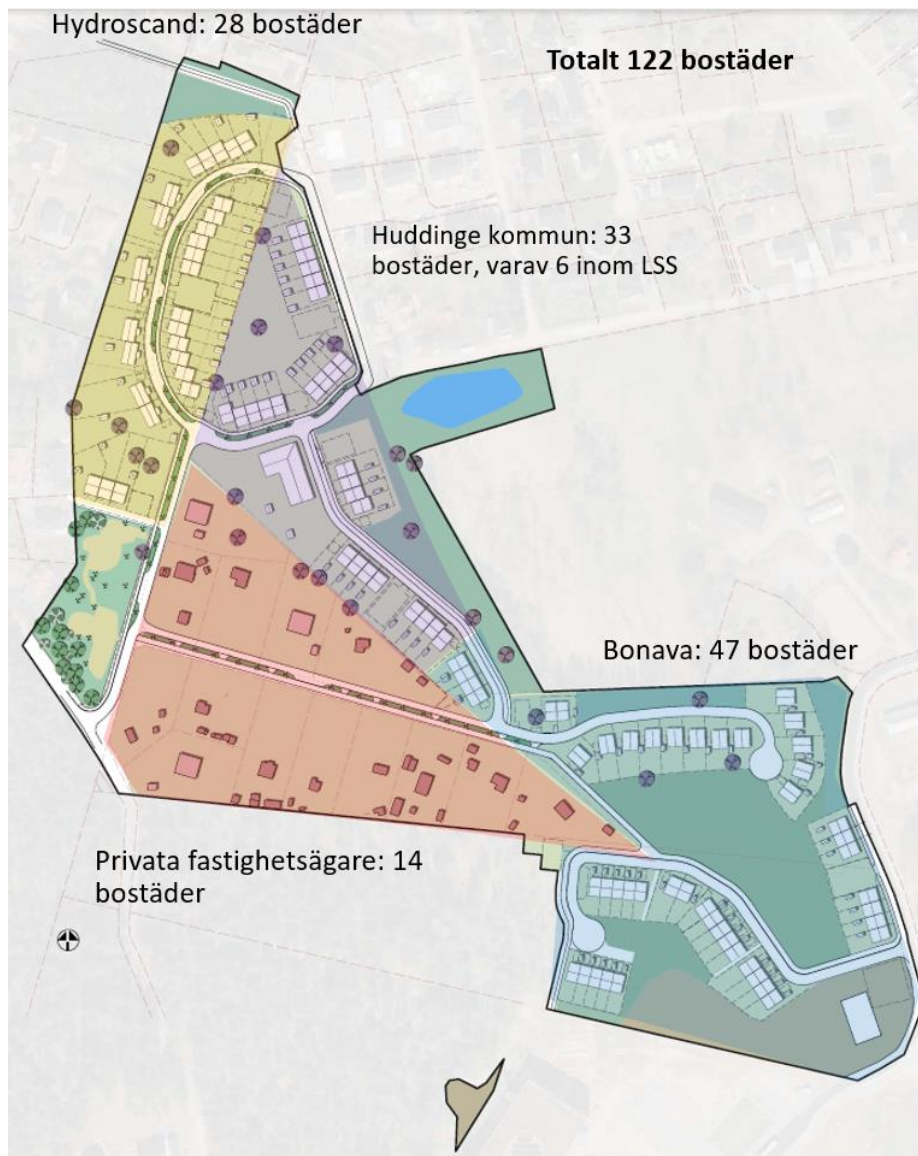 Hydroscand: 28 bostäder
Totalt 122 bostäder
Huddinge kommun: 33
bostäder, varav 6 inom LSS
Bonava: 47 bostäder
Privata fastighetsägare: 14
bostäder